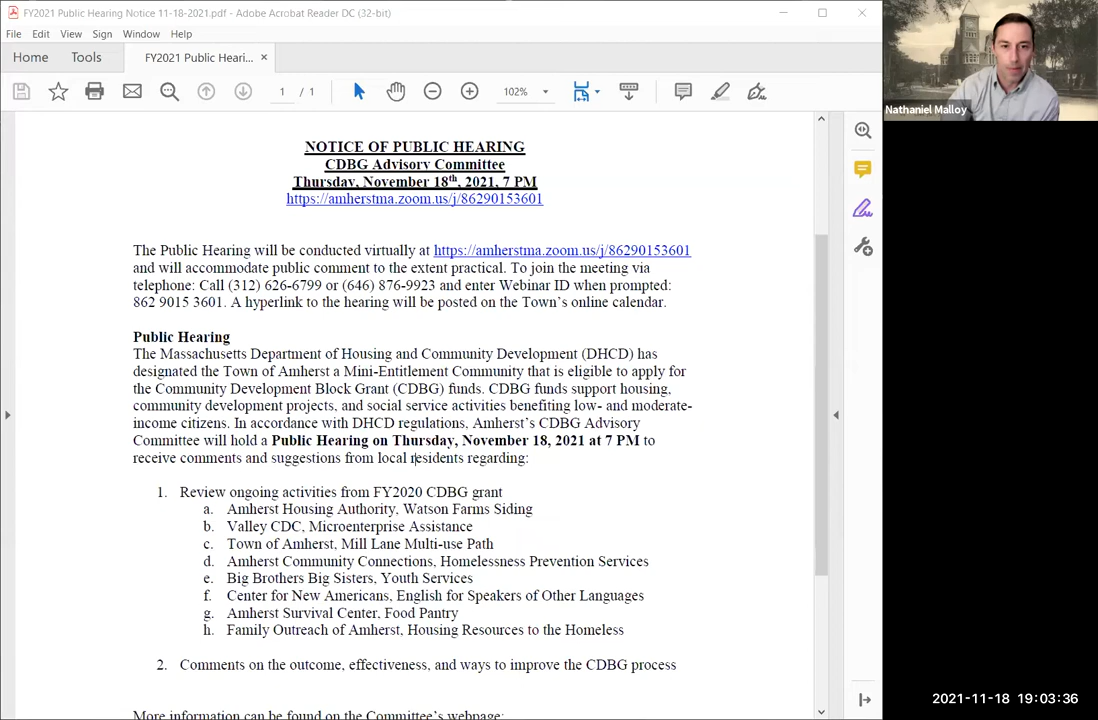 FY2021 Public Hearing Notice 11-18-2021.pdf - Adobe Acrobat Reader DC (32-bit)
File Edit View Sign Window Help
Home Tools FY2021 Public Heari... ×
1 / 1 102%
NOTICE OF PUBLIC HEARING
CDBG Advisory Committee
Thursday, November 18th, 2021, 7 PM
https://amherstma.zoom.us/j/86290153601
The Public Hearing will be conducted virtually at https://amherstma.zoom.us/j/86290153601
and will accommodate public comment to the extent practical. To join the meeting via
telephone: Call (312) 626-6799 or (646) 876-9923 and enter Webinar ID when prompted:
862 9015 3601. A hyperlink to the hearing will be posted on the Town's online calendar.
Public Hearing
The Massachusetts Department of Housing and Community Development (DHCD) has
designated the Town of Amherst a Mini-Entitlement Community that is eligible to apply for
the Community Development Block Grant (CDBG) funds. CDBG funds support housing,
community development projects, and social service activities benefiting low- and moderate-
income citizens. In accordance with DHCD regulations, Amherst's CDBG Advisory
Committee will hold a Public Hearing on Thursday, November 18, 2021 at 7 PM to
receive comments and suggestions from local residents regarding:
1. Review ongoing activities from FY2020 CDBG grant
a. Amherst Housing Authority, Watson Farms Siding
b. Valley CDC, Microenterprise Assistance
c. Town of Amherst, Mill Lane Multi-use Path
d. Amherst Community Connections, Homelessness Prevention Services
e. Big Brothers Big Sisters, Youth Services
f. Center for New Americans, English for Speakers of Other Languages
g. Amherst Survival Center, Food Pantry
h. Family Outreach of Amherst, Housing Resources to the Homeless
2. Comments on the outcome, effectiveness, and ways to improve the CDBG process
More information can be found on the Committee's webpage:
Nathaniel Malloy
2021-11-18 19:03:36